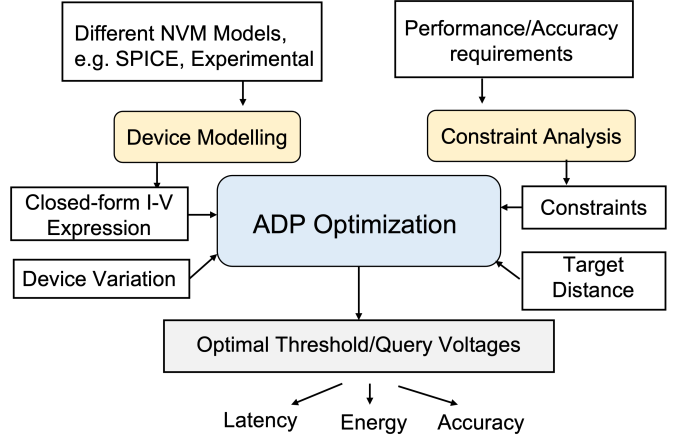 Different NVM Models,
e.g. SPICE, Experimental
Performance/Accuracy
requirements
Device Modelling
Constraint Analysis
Closed-form I-V
Expression
ADP Optimization
Constraints
Device Variation
Target
Distance
Optimal Threshold/Query Voltages
Latency
Energy
Accuracy